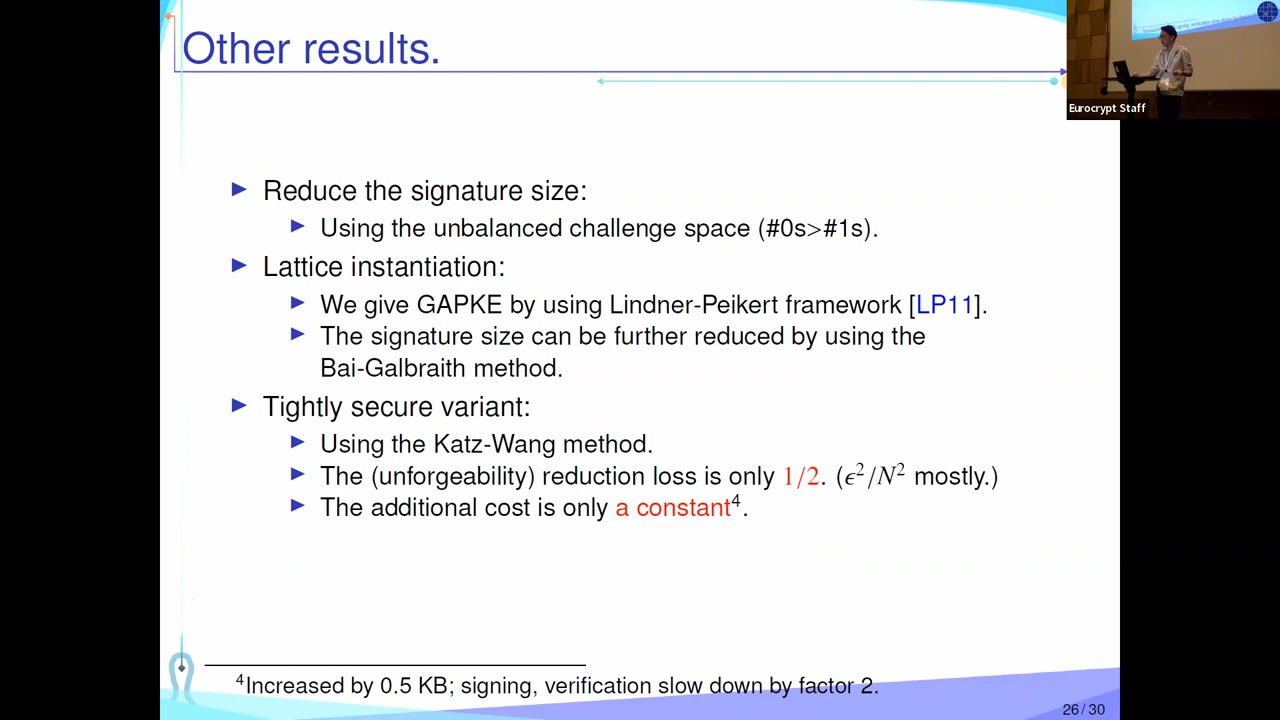 Other results.
Eurocrypt Staff
▶ Reduce the signature size:
▶ Using the unbalanced challenge space (#0s>#1s).
▶ Lattice instantiation:
▶ We give GAPKE by using Lindner-Peikert framework [LP11].
▶ The signature size can be further reduced by using the
Bai-Galbraith method.
▶ Tightly secure variant:
▶ Using the Katz-Wang method.
▶ The (unforgeability) reduction loss is only 1/2. (ϵ²/N² mostly.)
▶ The additional cost is only a constant⁴.
⁴Increased by 0.5 KB; signing, verification slow down by factor 2.
26/30